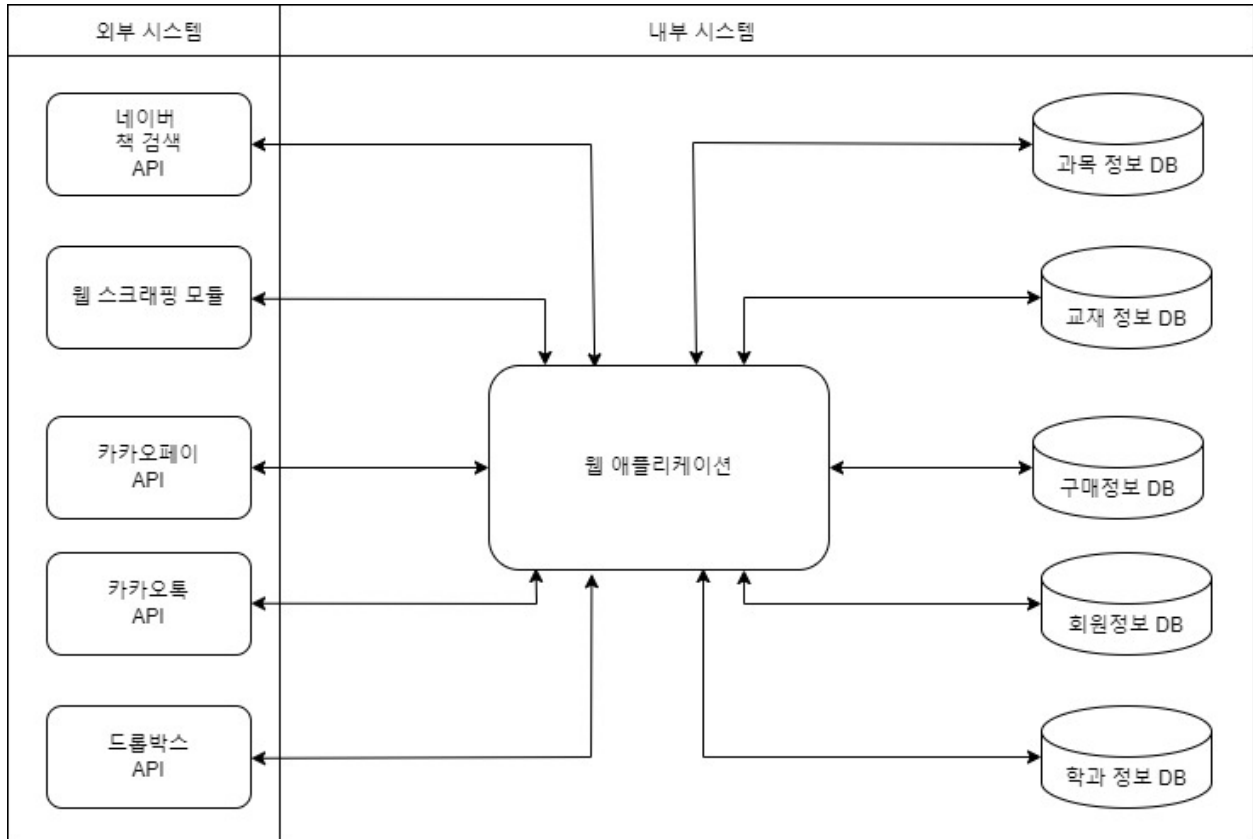 외부 시스템
내부 시스템
네이버
책 검색
API
과목 정보 DB
웹 스크래핑 모듈
교재 정보 DB
카카오페이
API
웹 애플리케이션
구매정보 DB
카카오톡
API
회원정보 DB
드롭박스
API
학과 정보 DB